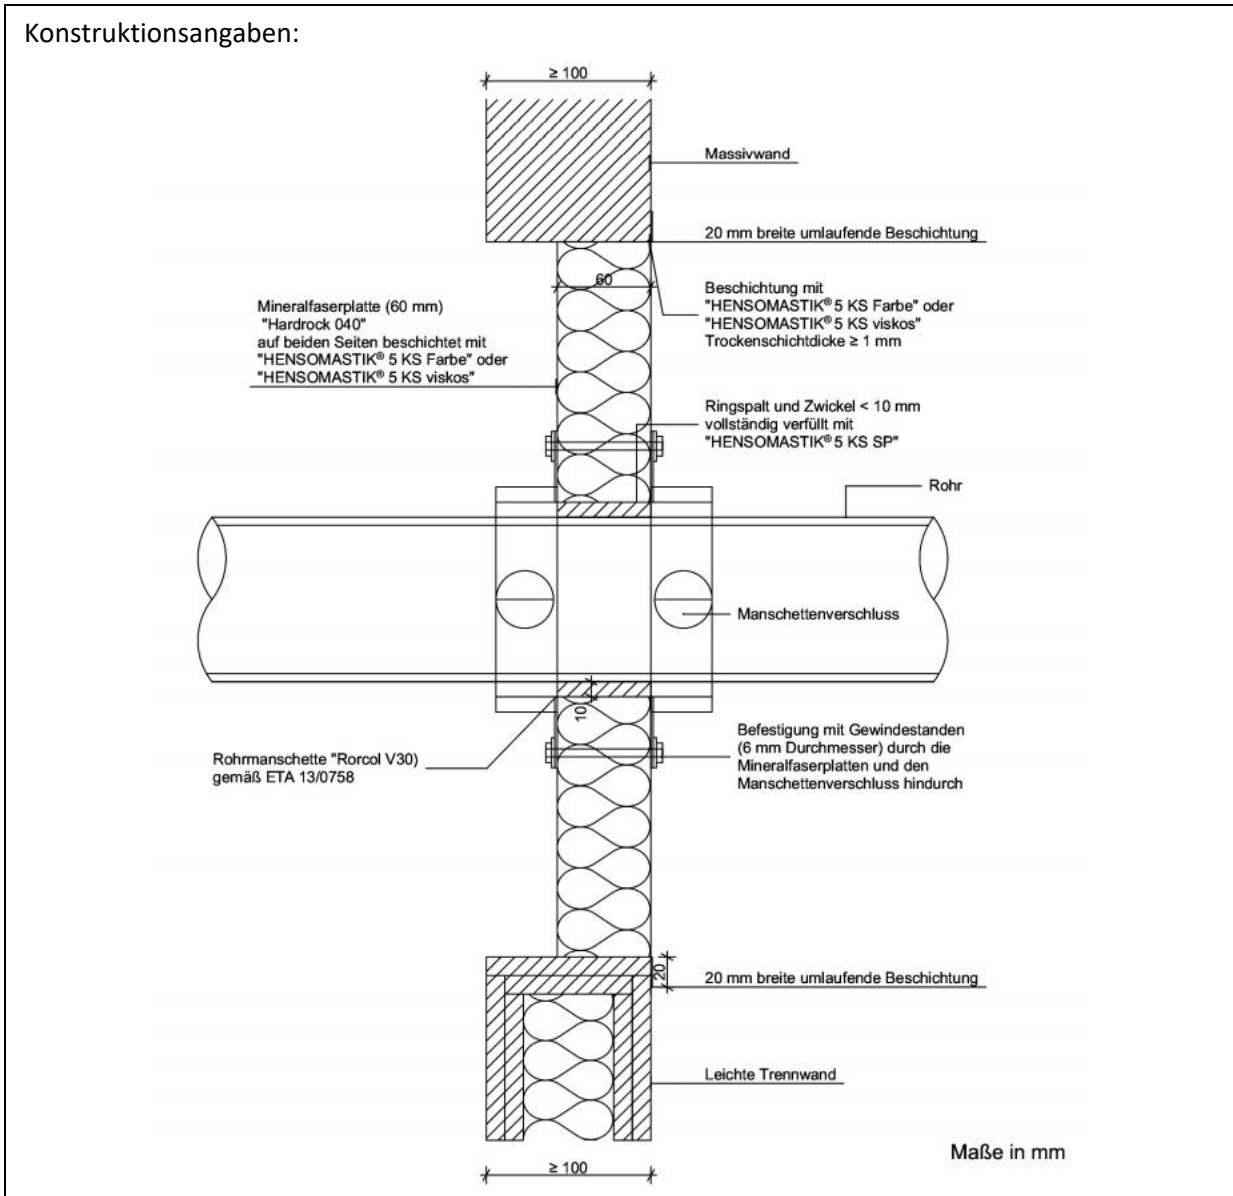 Konstruktionsangaben:
≥ 100
Massivwand
20 mm breite umlaufende Beschichtung
60
Beschichtung mit
"HENSOMASTIK® 5 KS Farbe" oder
"HENSOMASTIK® 5 KS viskos"
Trockenschichtdicke ≥ 1 mm
Mineralfaserplatte (60 mm)
"Hardrock 040"
auf beiden Seiten beschichtet mit
"HENSOMASTIK® 5 KS Farbe" oder
"HENSOMASTIK® 5 KS viskos"
Ringspalt und Zwickel < 10 mm
vollständig verfüllt mit
"HENSOMASTIK® 5 KS SP"
Rohr
Manschettenverschluss
10
Rohrmanschette "Rorcol V30)
gemäß ETA 13/0758
Befestigung mit Gewindestanden
(6 mm Durchmesser) durch die
Mineralfaserplatten und den
Manschettenverschluss hindurch
20
20 mm breite umlaufende Beschichtung
Leichte Trennwand
Maße in mm
≥ 100